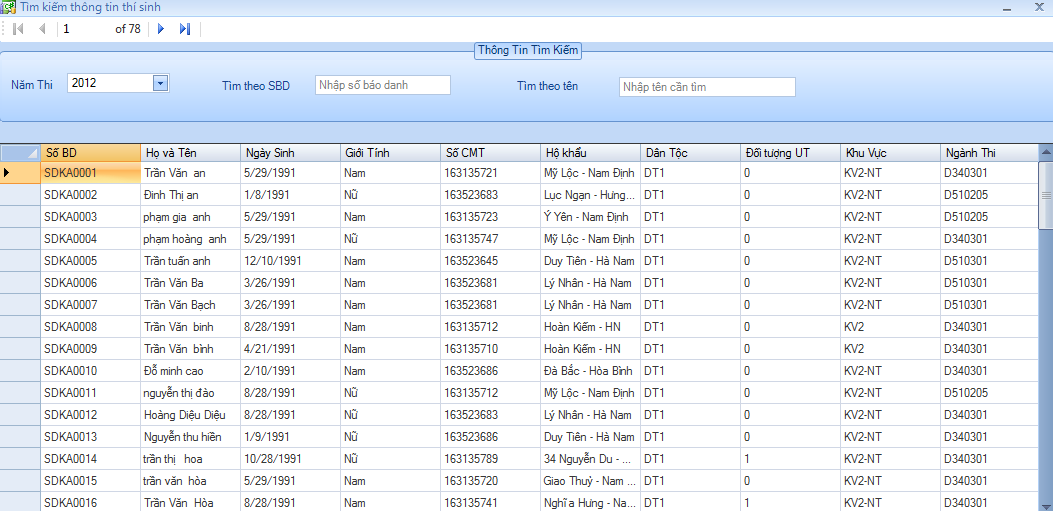 Tìm kiếm thông tin thí sinh
1 of 78
Thông Tin Tìm Kiếm
Năm Thi 2012 Tìm theo SBD Nhập số báo danh Tìm theo tên Nhập tên cần tìm
Số BD Họ và Tên Ngày Sinh Giới Tính Số CMT Hộ khẩu Dân Tộc Đối tượng UT Khu Vực Ngành Thi
SDKA0001 Trần Văn an 5/29/1991 Nam 163135721 Mỹ Lộc - Nam Định DT1 0 KV2-NT D340301
SDKA0002 Đinh Thị an 1/8/1991 Nữ 163523683 Lục Ngạn - Hưng... DT1 0 KV2-NT D510205
SDKA0003 phạm gia anh 5/29/1991 Nam 163135723 Ý Yên - Nam Định DT1 0 KV2-NT D510205
SDKA0004 phạm hoàng anh 5/29/1991 Nữ 163135747 Mỹ Lộc - Nam Định DT1 0 KV2-NT D340301
SDKA0005 Trần tuấn anh 12/10/1991 Nam 163523645 Duy Tiên - Hà Nam DT1 0 KV2-NT D510301
SDKA0006 Trần Văn Ba 3/26/1991 Nam 163523681 Lý Nhân - Hà Nam DT1 0 KV2-NT D510301
SDKA0007 Trần Văn Bạch 3/26/1991 Nam 163523681 Lý Nhân - Hà Nam DT1 0 KV2-NT D510301
SDKA0008 Trần Văn binh 8/28/1991 Nam 163135712 Hoàn Kiếm - HN DT1 0 KV2 D340301
SDKA0009 Trần Văn bình 4/21/1991 Nam 163135710 Hoàn Kiếm - HN DT1 0 KV2 D340301
SDKA0010 Đỗ minh cao 2/10/1991 Nam 163523686 Đà Bắc - Hòa Bình DT1 0 KV2-NT D340301
SDKA0011 nguyễn thị đào 8/28/1991 Nữ 163135712 Mỹ Lộc - Nam Định DT1 0 KV2-NT D510205
SDKA0012 Hoàng Diệu Diệu 8/28/1991 Nữ 163523683 Lý Nhân - Hà Nam DT1 0 KV2-NT D340301
SDKA0013 Nguyễn thu hiền 1/9/1991 Nữ 163523686 Duy Tiên - Hà Nam DT1 0 KV2-NT D340301
SDKA0014 trần thị hoa 10/28/1991 Nữ 163135789 34 Nguyễn Du - ... DT1 1 KV2-NT D340301
SDKA0015 trần văn hòa 5/29/1991 Nam 163135720 Giao Thuỷ - Nam ... DT1 0 KV2-NT D340301
SDKA0016 Trần Văn Hòa 8/28/1991 Nam 163135741 Nghĩa Hưng - Na... DT1 1 KV2-NT D340301